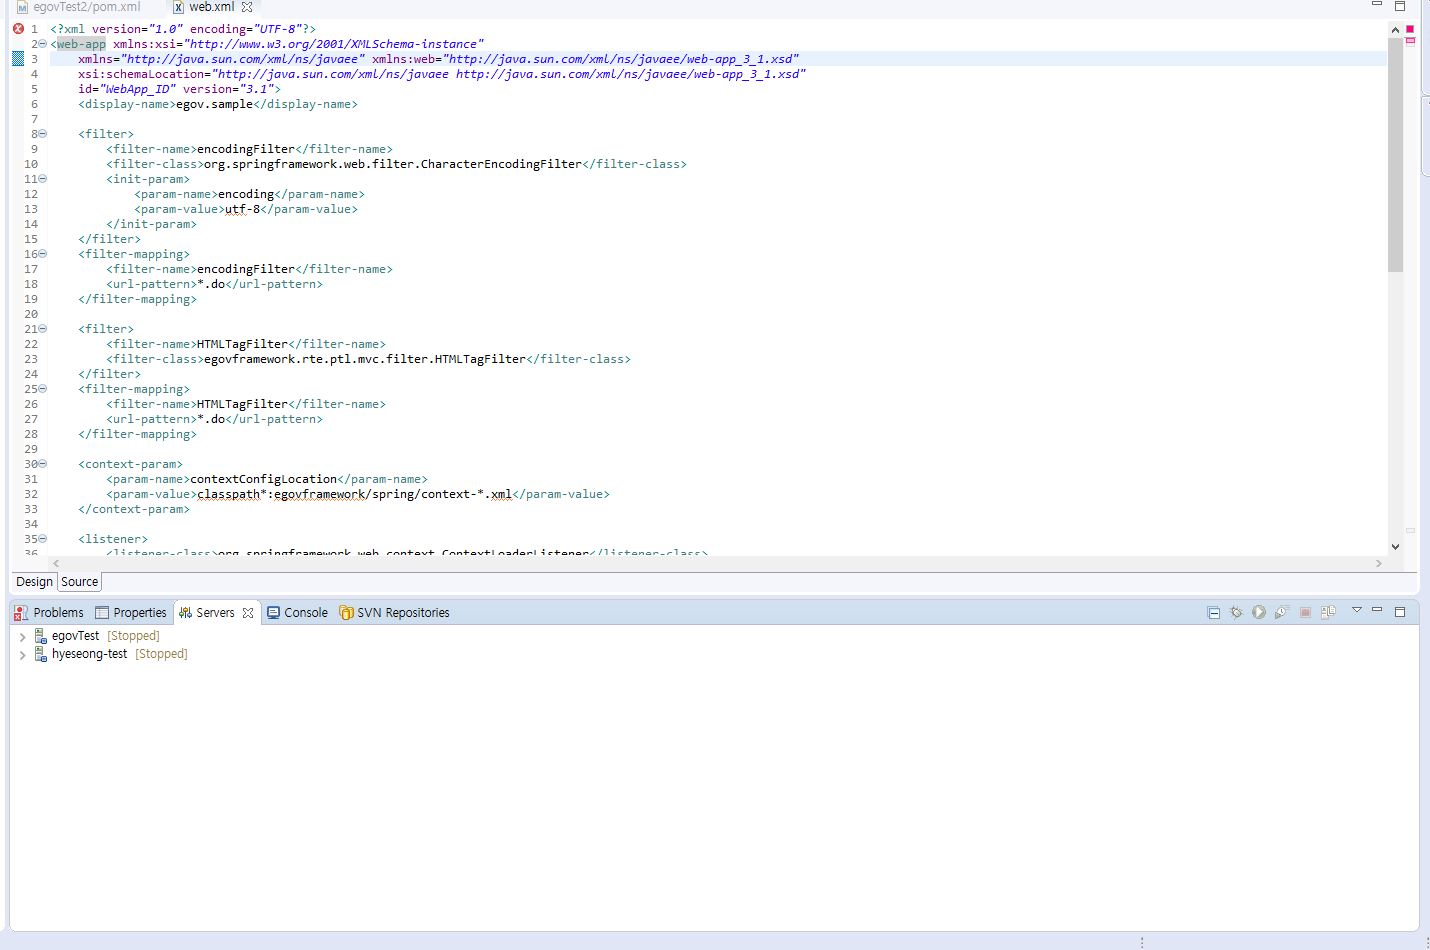 egovTest2/pom.xml web.xml
1 <?xml version="1.0" encoding="UTF-8"?>
2 <web-app xmlns:xsi="http://www.w3.org/2001/XMLSchema-instance"
3 xmlns="http://java.sun.com/xml/ns/javaee" xmlns:web="http://java.sun.com/xml/ns/javaee/web-app_3_1.xsd"
4 xsi:schemaLocation="http://java.sun.com/xml/ns/javaee http://java.sun.com/xml/ns/javaee/web-app_3_1.xsd"
5 id="WebApp_ID" version="3.1">
6 <display-name>egov.sample</display-name>
7
8 <filter>
9 <filter-name>encodingFilter</filter-name>
10 <filter-class>org.springframework.web.filter.CharacterEncodingFilter</filter-class>
11 <init-param>
12 <param-name>encoding</param-name>
13 <param-value>utf-8</param-value>
14 </init-param>
15 </filter>
16 <filter-mapping>
17 <filter-name>encodingFilter</filter-name>
18 <url-pattern>*.do</url-pattern>
19 </filter-mapping>
20
21 <filter>
22 <filter-name>HTMLTagFilter</filter-name>
23 <filter-class>egovframework.rte.ptl.mvc.filter.HTMLTagFilter</filter-class>
24 </filter>
25 <filter-mapping>
26 <filter-name>HTMLTagFilter</filter-name>
27 <url-pattern>*.do</url-pattern>
28 </filter-mapping>
29
30 <context-param>
31 <param-name>contextConfigLocation</param-name>
32 <param-value>classpath*:egovframework/spring/context-*.xml</param-value>
33 </context-param>
34
35 <listener>
36 <listener-class>org.springframework.web.context.ContextLoaderListener</listener-class>
Design Source
Problems Properties Servers Console SVN Repositories
egovTest [Stopped]
hyeseong-test [Stopped]